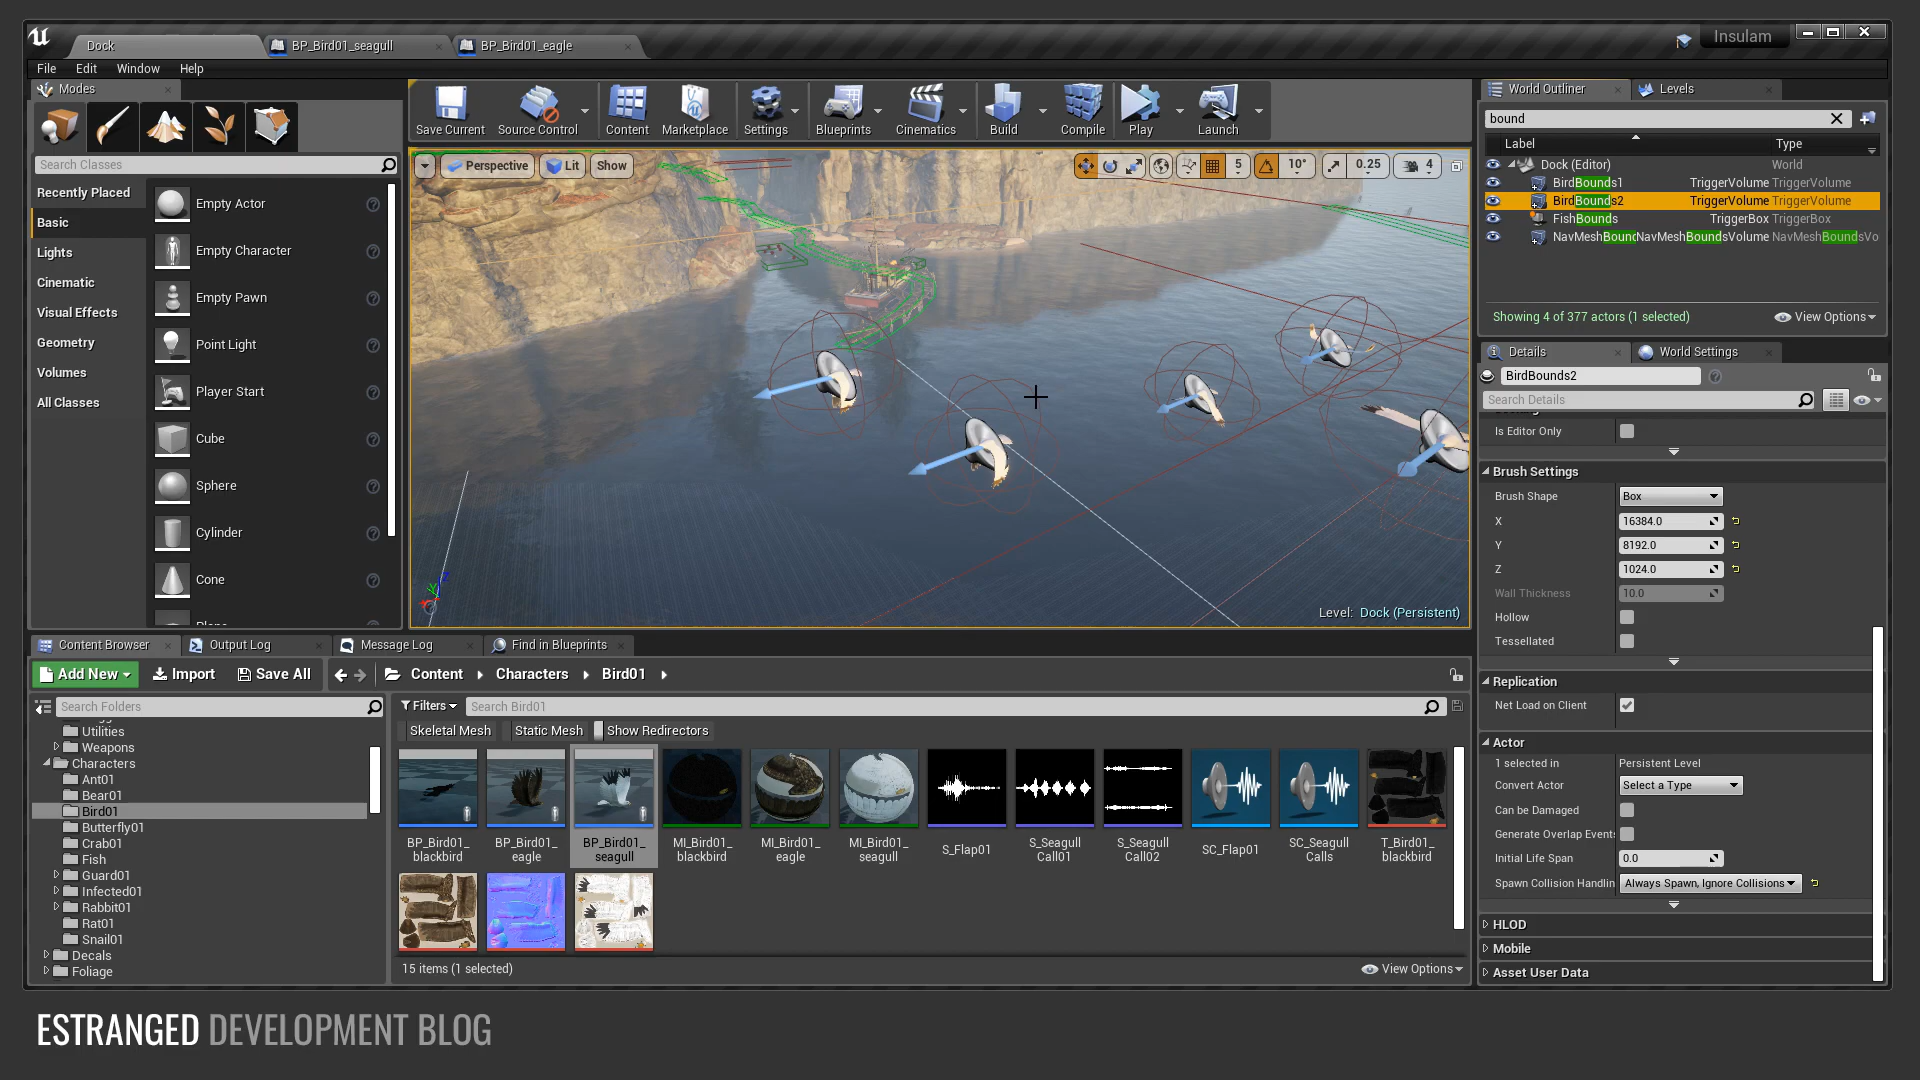 Dock
BP_Bird01_seagull
BP_Bird01_eagle
Insulam
File Edit Window Help
Modes
Search Classes
Recently Placed
Basic
Lights
Cinematic
Visual Effects
Geometry
Volumes
All Classes
Empty Actor
Empty Character
Empty Pawn
Point Light
Player Start
Cube
Sphere
Cylinder
Cone
Save Current
Source Control
Content
Marketplace
Settings
Blueprints
Cinematics
Build
Compile
Play
Launch
Perspective Lit Show
5 10° 0.25 4
Level: Dock (Persistent)
World Outliner
Levels
bound
Label Type
Dock (Editor) World
BirdBounds1 TriggerVolume TriggerVolume
BirdBounds2 TriggerVolume TriggerVolume
FishBounds TriggerBox TriggerBox
NavMeshBounc NavMeshBoundsVolume NavMeshBoundsVo
Showing 4 of 377 actors (1 selected)
View Options
Details
World Settings
BirdBounds2
Search Details
Is Editor Only
Brush Settings
Brush Shape Box
X 16384.0
Y 8192.0
Z 1024.0
Wall Thickness 10.0
Hollow
Tessellated
Replication
Net Load on Client
Actor
1 selected in Persistent Level
Convert Actor Select a Type
Can be Damaged
Generate Overlap Events
Initial Life Span 0.0
Spawn Collision Handlin Always Spawn, Ignore Collisions
HLOD
Mobile
Asset User Data
Content Browser
Output Log
Message Log
Find in Blueprints
Add New Import Save All
Content Characters Bird01
Search Folders
Utilities
Weapons
Characters
Ant01
Bear01
Bird01
Butterfly01
Crab01
Fish
Guard01
Infected01
Rabbit01
Rat01
Snail01
Decals
Foliage
Filters Search Bird01
Skeletal Mesh Static Mesh Show Redirectors
BP_Bird01_
blackbird
BP_Bird01_
eagle
BP_Bird01_
seagull
MI_Bird01_
blackbird
MI_Bird01_
eagle
MI_Bird01_
seagull
S_Flap01
S_Seagull
Call01
S_Seagull
Call02
SC_Flap01
SC_Seagull
Calls
T_Bird01_
blackbird
15 items (1 selected)
View Options
ESTRANGED DEVELOPMENT BLOG